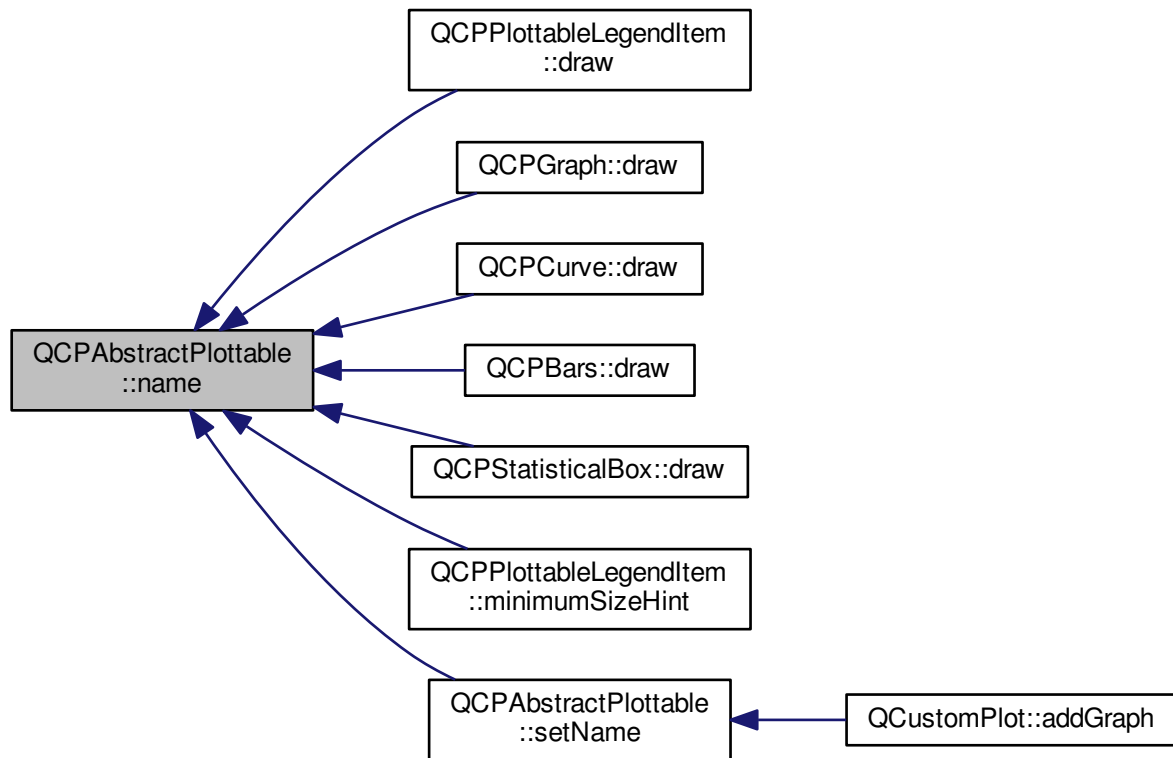 QCPPlottableLegendItem
::draw
QCPGraph::draw
QCPCurve::draw
QCPAbstractPlottable
::name
QCPBars::draw
QCPStatisticalBox::draw
QCPPlottableLegendItem
::minimumSizeHint
QCPAbstractPlottable
::setName
QCustomPlot::addGraph